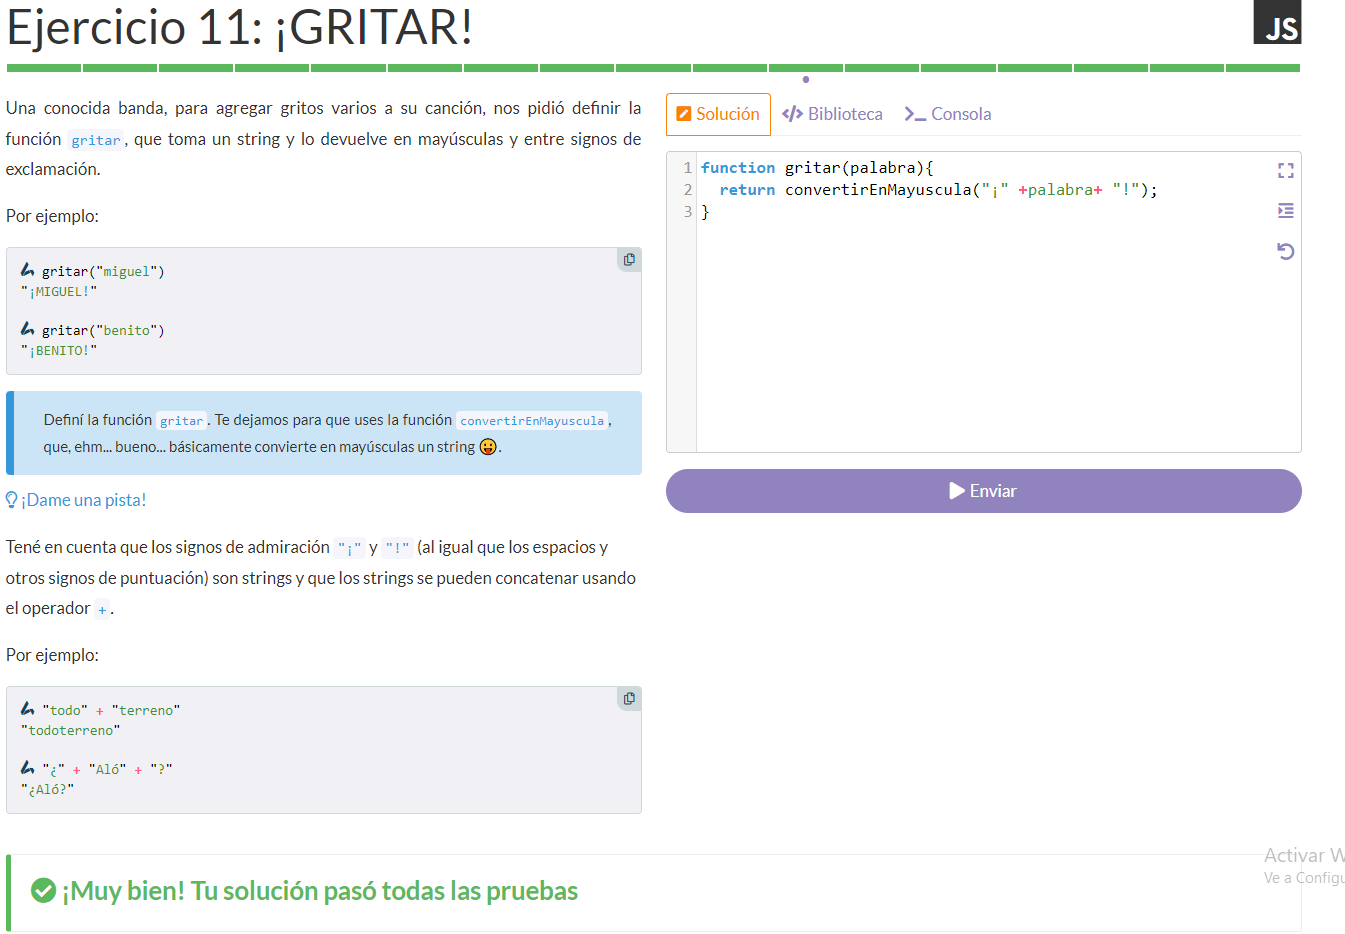 Ejercicio 11: ¡GRITAR!
JS
Una conocida banda, para agregar gritos varios a su canción, nos pidió definir la
función gritar, que toma un string y lo devuelve en mayúsculas y entre signos de
exclamación.
Por ejemplo:
gritar("miguel")
"¡MIGUEL!"
gritar("benito")
"¡BENITO!"
Definí la función gritar. Te dejamos para que uses la función convertirEnMayuscula,
que, ehm... bueno... básicamente convierte en mayúsculas un string 😛.
¡Dame una pista!
Tené en cuenta que los signos de admiración "¡" y "!" (al igual que los espacios y
otros signos de puntuación) son strings y que los strings se pueden concatenar usando
el operador +.
Por ejemplo:
"todo" + "terreno"
"todoterreno"
"¿" + "Aló" + "?"
"¿Aló?"
Solución
</> Biblioteca
>_ Consola
1 function gritar(palabra){
2 return convertirEnMayuscula("¡" +palabra+ "!");
3 }
Enviar
¡Muy bien! Tu solución pasó todas las pruebas
Activar W
Ve a Configu